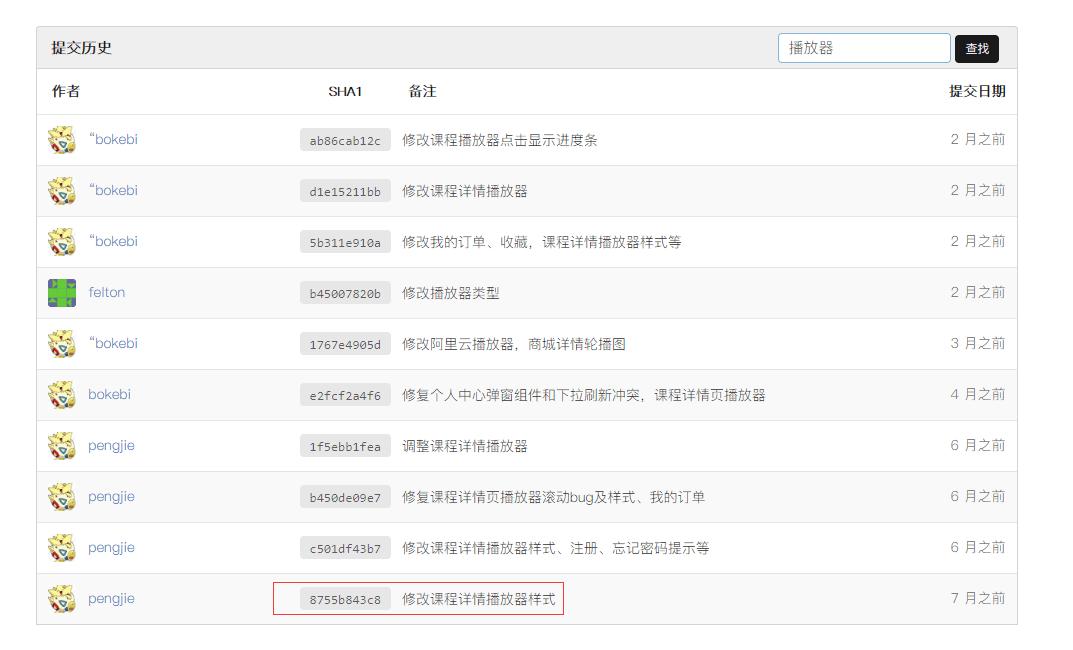 提交历史 播放器 查找
作者 SHA1 备注 提交日期
“bokebi ab86cab12c 修改课程播放器点击显示进度条 2 月之前
“bokebi d1e15211bb 修改课程详情播放器 2 月之前
“bokebi 5b311e910a 修改我的订单、收藏，课程详情播放器样式等 2 月之前
felton b45007820b 修改播放器类型 2 月之前
“bokebi 1767e4905d 修改阿里云播放器，商城详情轮播图 3 月之前
bokebi e2fcf2a4f6 修复个人中心弹窗组件和下拉刷新冲突，课程详情页播放器 4 月之前
pengjie 1f5ebb1fea 调整课程详情播放器 6 月之前
pengjie b450de09e7 修复课程详情页播放器滚动bug及样式、我的订单 6 月之前
pengjie c501df43b7 修改课程详情播放器样式、注册、忘记密码提示等 6 月之前
pengjie 8755b843c8 修改课程详情播放器样式 7 月之前